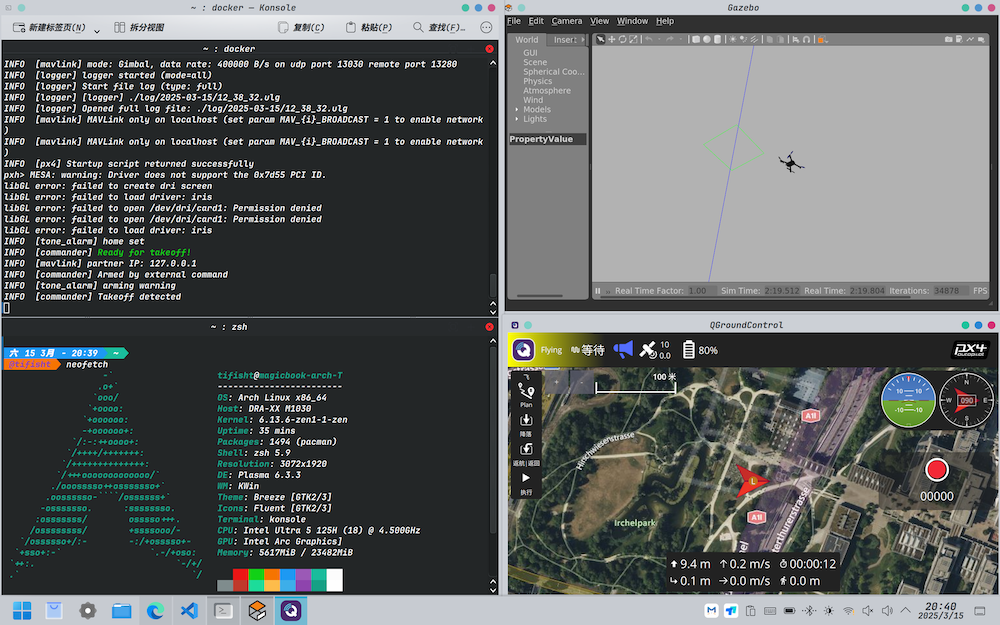 ~ : docker — Konsole
新建标签页(N)
拆分视图
复制(C)
粘贴(P)
查找(F)...
~ : docker
INFO [mavlink] mode: Gimbal, data rate: 400000 B/s on udp port 13030 remote port 13280
INFO [logger] logger started (mode=all)
INFO [logger] Start file log (type: full)
INFO [logger] [logger] ./log/2025-03-15/12_38_32.ulg
INFO [logger] Opened full log file: ./log/2025-03-15/12_38_32.ulg
INFO [mavlink] MAVLink only on localhost (set param MAV_{i}_BROADCAST = 1 to enable network
)
INFO [mavlink] MAVLink only on localhost (set param MAV_{i}_BROADCAST = 1 to enable network
)
INFO [px4] Startup script returned successfully
pxh> MESA: warning: Driver does not support the 0x7d55 PCI ID.
libGL error: failed to create dri screen
libGL error: failed to load driver: iris
libGL error: failed to open /dev/dri/card1: Permission denied
libGL error: failed to open /dev/dri/card1: Permission denied
libGL error: failed to load driver: iris
INFO [tone_alarm] home set
INFO [commander] Ready for takeoff!
INFO [mavlink] partner IP: 127.0.0.1
INFO [commander] Armed by external command
INFO [tone_alarm] arming warning
INFO [commander] Takeoff detected
~ : zsh
六 15 3月 - 20:39 ~
@tifisht neofetch
tifisht@magicbook-arch-T
OS: Arch Linux x86_64
Host: DRA-XX M1030
Kernel: 6.13.6-zen1-1-zen
Uptime: 35 mins
Packages: 1494 (pacman)
Shell: zsh 5.9
Resolution: 3072x1920
DE: Plasma 6.3.3
WM: KWin
Theme: Breeze [GTK2/3]
Icons: Fluent [GTK2/3]
Terminal: konsole
CPU: Intel Ultra 5 125H (18) @ 4.500GHz
GPU: Intel Arc Graphics]
Memory: 5617MiB / 23482MiB
Gazebo
File Edit Camera View Window Help
World Inser:
GUI
Scene
Spherical Coo...
Physics
Atmosphere
Wind
Models
Lights
PropertyValue
Real Time Factor: 1.00 Sim Time: 2:19.512 Real Time: 2:19.804 Iterations: 34878 FPS
QGroundControl
Flying 等待 10 0.0 80% PX4 autopilot
100 米
Plan
降落
返航|返回
执行
Hirschwiesenstrasse
A1l
Irchelpark
A1l
L
10 10
-10 -10
N
W 090 E
S
00000
9.4 m 0.2 m/s 00:00:12
0.1 m 0.0 m/s 0.0 m
20:40
2025/3/15